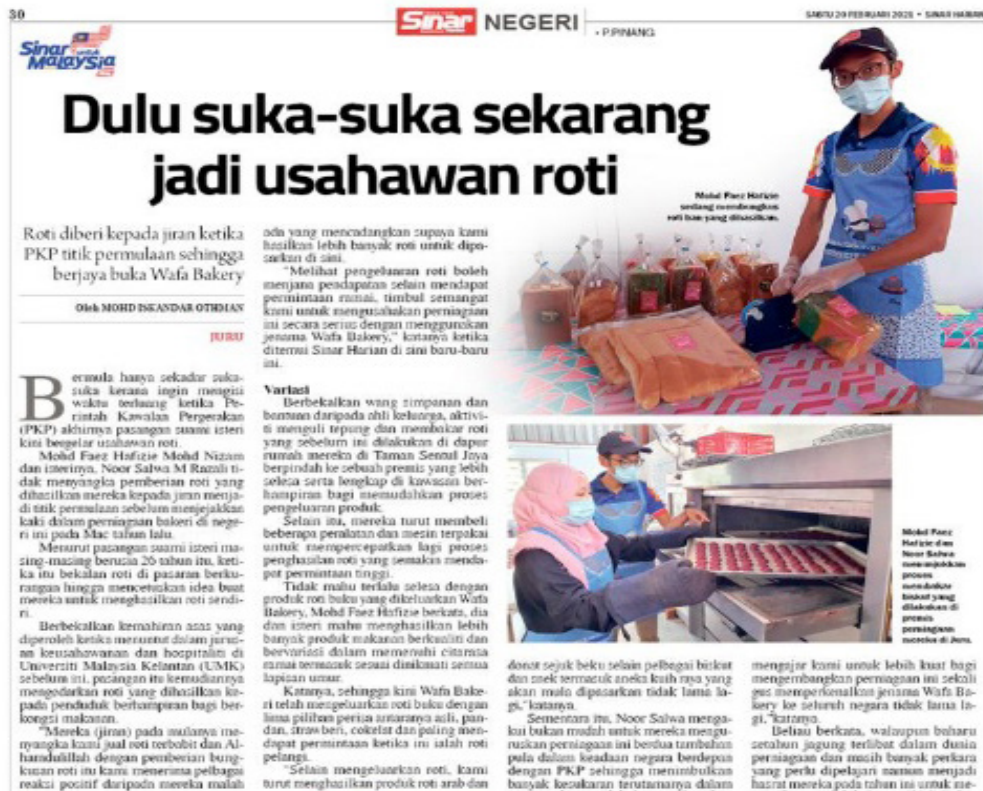 30
Sinar NEGERI
• P.PINANG
SABTU 20 FEBRUARI 2021 • SINAR HARIAN
Sinar untuk
Malaysia
Dulu suka-suka sekarang
jadi usahawan roti
Roti diberi kepada jiran ketika
PKP titik permulaan sehingga
berjaya buka Wafa Bakery
Oleh MOHD ISKANDAR OTHMAN
JURU
Bermula hanya sekadar suka-
suka kerana ingin mengisi
waktu terluang ketika Pe-
rintah Kawalan Pergerakan
(PKP) akhirnya pasangan suami isteri
kini bergelar usahawan roti.
Mohd Faez Hafizie Mohd Nizam
dan isterinya, Noor Salwa M Razali ti-
dak menyangka pemberian roti yang
dihasilkan mereka kepada jiran menja-
di titik permulaan sebelum menjejakkan
kaki dalam perniagaan bakeri di nege-
ri ini pada Mac tahun lalu.
Menurut pasangan suami isteri ma-
sing-masing berusia 26 tahun itu, keti-
ka itu bekalan roti di pasaran berku-
rangan hingga mencetuskan idea buat
mereka untuk menghasilkan roti sendi-
ri.
Berbekalkan kemahiran asas yang
diperoleh ketika menuntut dalam jurus-
an keusahawanan dan hospitaliti di
Universiti Malaysia Kelantan (UMK)
sebelum ini, pasangan itu kemudiannya
mengedarkan roti yang dihasilkan ke-
pada penduduk berhampiran bagi ber-
kongsi makanan.
"Mereka (jiran) pada mulanya me-
nyangka kami jual roti terbabit dan Al-
hamdulillah dengan pemberian bung-
kusan roti itu kami menerima pelbagai
reaksi positif daripada mereka malah
ada yang mencadangkan supaya kami
hasilkan lebih banyak roti untuk dipa-
sarkan di sini.
"Melihat pengeluaran roti boleh
menjana pendapatan selain mendapat
permintaan ramai, timbul semangat
kami untuk mengusahakan perniagaan
ini secara serius dengan menggunakan
jenama Wafa Bakery," katanya ketika
ditemui Sinar Harian di sini baru-baru
ini.
Variasi
Berbekalkan wang simpanan dan
bantuan daripada ahli keluarga, aktivi-
ti menguli tepung dan membakar roti
yang sebelum ini dilakukan di dapur
rumah mereka di Taman Sentul Jaya
berpindah ke sebuah premis yang lebih
selesa serta lengkap di kawasan ber-
hampiran bagi memudahkan proses
pengeluaran produk.
Selain itu, mereka turut membeli
beberapa peralatan dan mesin terpakai
untuk mempercepatkan lagi proses
penghasilan roti yang semakin menda-
pat permintaan tinggi.
Tidak mahu terlalu selesa dengan
produk roti buku yang dikeluarkan Wafa
Bakery, Mohd Faez Hafizie berkata, dia
dan isteri mahu menghasilkan lebih
banyak produk makanan berkualiti dan
bervariasi dalam memenuhi citarasa
ramai termasuk sesuai dinikmati semua
lapisan umur.
Katanya, sehingga kini Wafa Bake-
ri telah mengeluarkan roti buku dengan
lima pilihan perisa antaranya asli, pan-
dan, strawberi, cokelat dan paling men-
dapat permintaan ketika ini ialah roti
pelangi.
"Selain mengeluarkan roti, kami
turut menghasilkan produk roti arab dan
Mohd Faez Hafizie
sedang membungkus
roti ban yang dihasilkan.
Mohd Faez
Hafizie dan
Noor Salwa
menunjukkan
proses
membakar
biskut yang
dilakukan di
premis
perniagaan
mereka di Juru.
donat sejuk beku selain pelbagai biskut
dan snek termasuk aneka kuih raya yang
akan mula dipasarkan tidak lama la-
gi," katanya.
Sementara itu, Noor Salwa menga-
kui bukan mudah untuk mereka mengu-
ruskan perniagaan ini berdua tambahan
pula dalam keadaan negara berdepan
dengan PKP sehingga menimbulkan
banyak kesukaran terutamanya dalam
mengajar kami untuk lebih kuat bagi
mengembangkan perniagaan ini sekali
gus memperkenalkan jenama Wafa Ba-
kery ke seluruh negara tidak lama la-
gi," katanya.
Beliau berkata, walaupun baharu
setahun jagung terlibat dalam dunia
perniagaan dan masih banyak perkara
yang perlu dipelajari namun menjadi
hasrat mereka pada tahun ini untuk me-